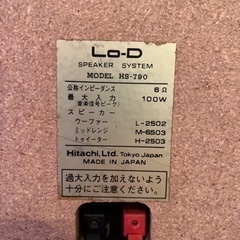 Lo-D
SPEAKER SYSTEM
MODEL HS-790
公称インピーダンス 6Ω
最大入力 100W
(音楽信号ピーク)
スピーカー
ウーファー L-2502
ミッドレンジ M-6503
トゥイーター H-2503
Hitachi, Ltd. Tokyo Japan
MADE IN JAPAN
過大入力を加えないよう
十分にご注意ください。